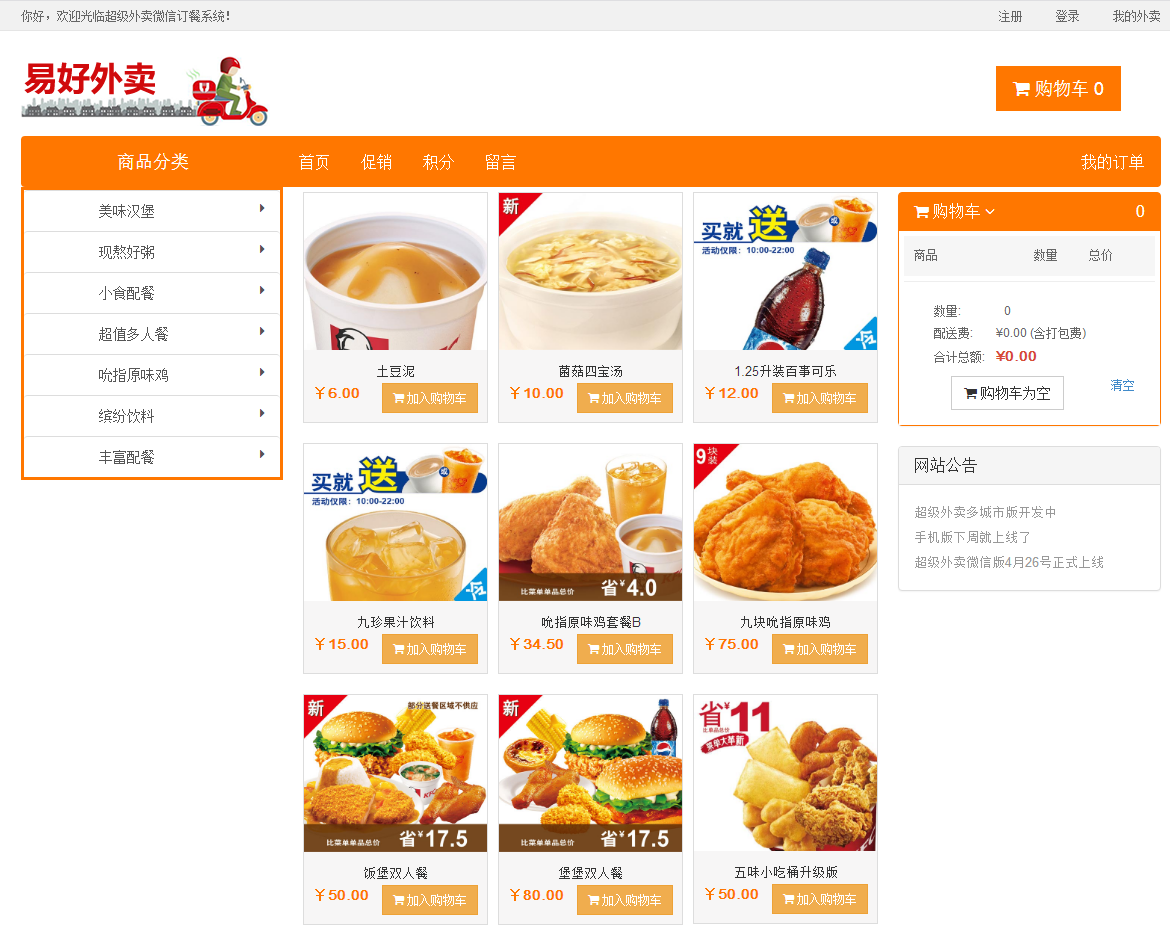 你好，欢迎光临超级外卖微信订餐系统！
注册 登录 我的外卖
易好外卖
购物车 0
商品分类 首页 促销 积分 留言 我的订单
美味汉堡
现熬好粥
小食配餐
超值多人餐
吮指原味鸡
缤纷饮料
丰富配餐
土豆泥
￥6.00 加入购物车
新
菌菇四宝汤
￥10.00 加入购物车
买就送 或
活动仅限：10:00-22:00
1.25升装百事可乐
￥12.00 加入购物车
买就送 或
活动仅限：10:00-22:00
九珍果汁饮料
￥15.00 加入购物车
比菜单单品总价 省¥4.0
吮指原味鸡套餐B
￥34.50 加入购物车
9块装
九块吮指原味鸡
￥75.00 加入购物车
新 部分送餐区域不供应
比菜单单品总价 省¥17.5
饭堡双人餐
￥50.00 加入购物车
新
比菜单单品总价 省¥17.5
堡堡双人餐
￥80.00 加入购物车
省¥11
比单品总价
菜单大革新
五味小吃桶升级版
￥50.00 加入购物车
购物车 0
商品 数量 总价
数量: 0
配送费: ¥0.00 (含打包费)
合计总额: ¥0.00
购物车为空 清空
网站公告
超级外卖多城市版开发中
手机版下周就上线了
超级外卖微信版4月26号正式上线